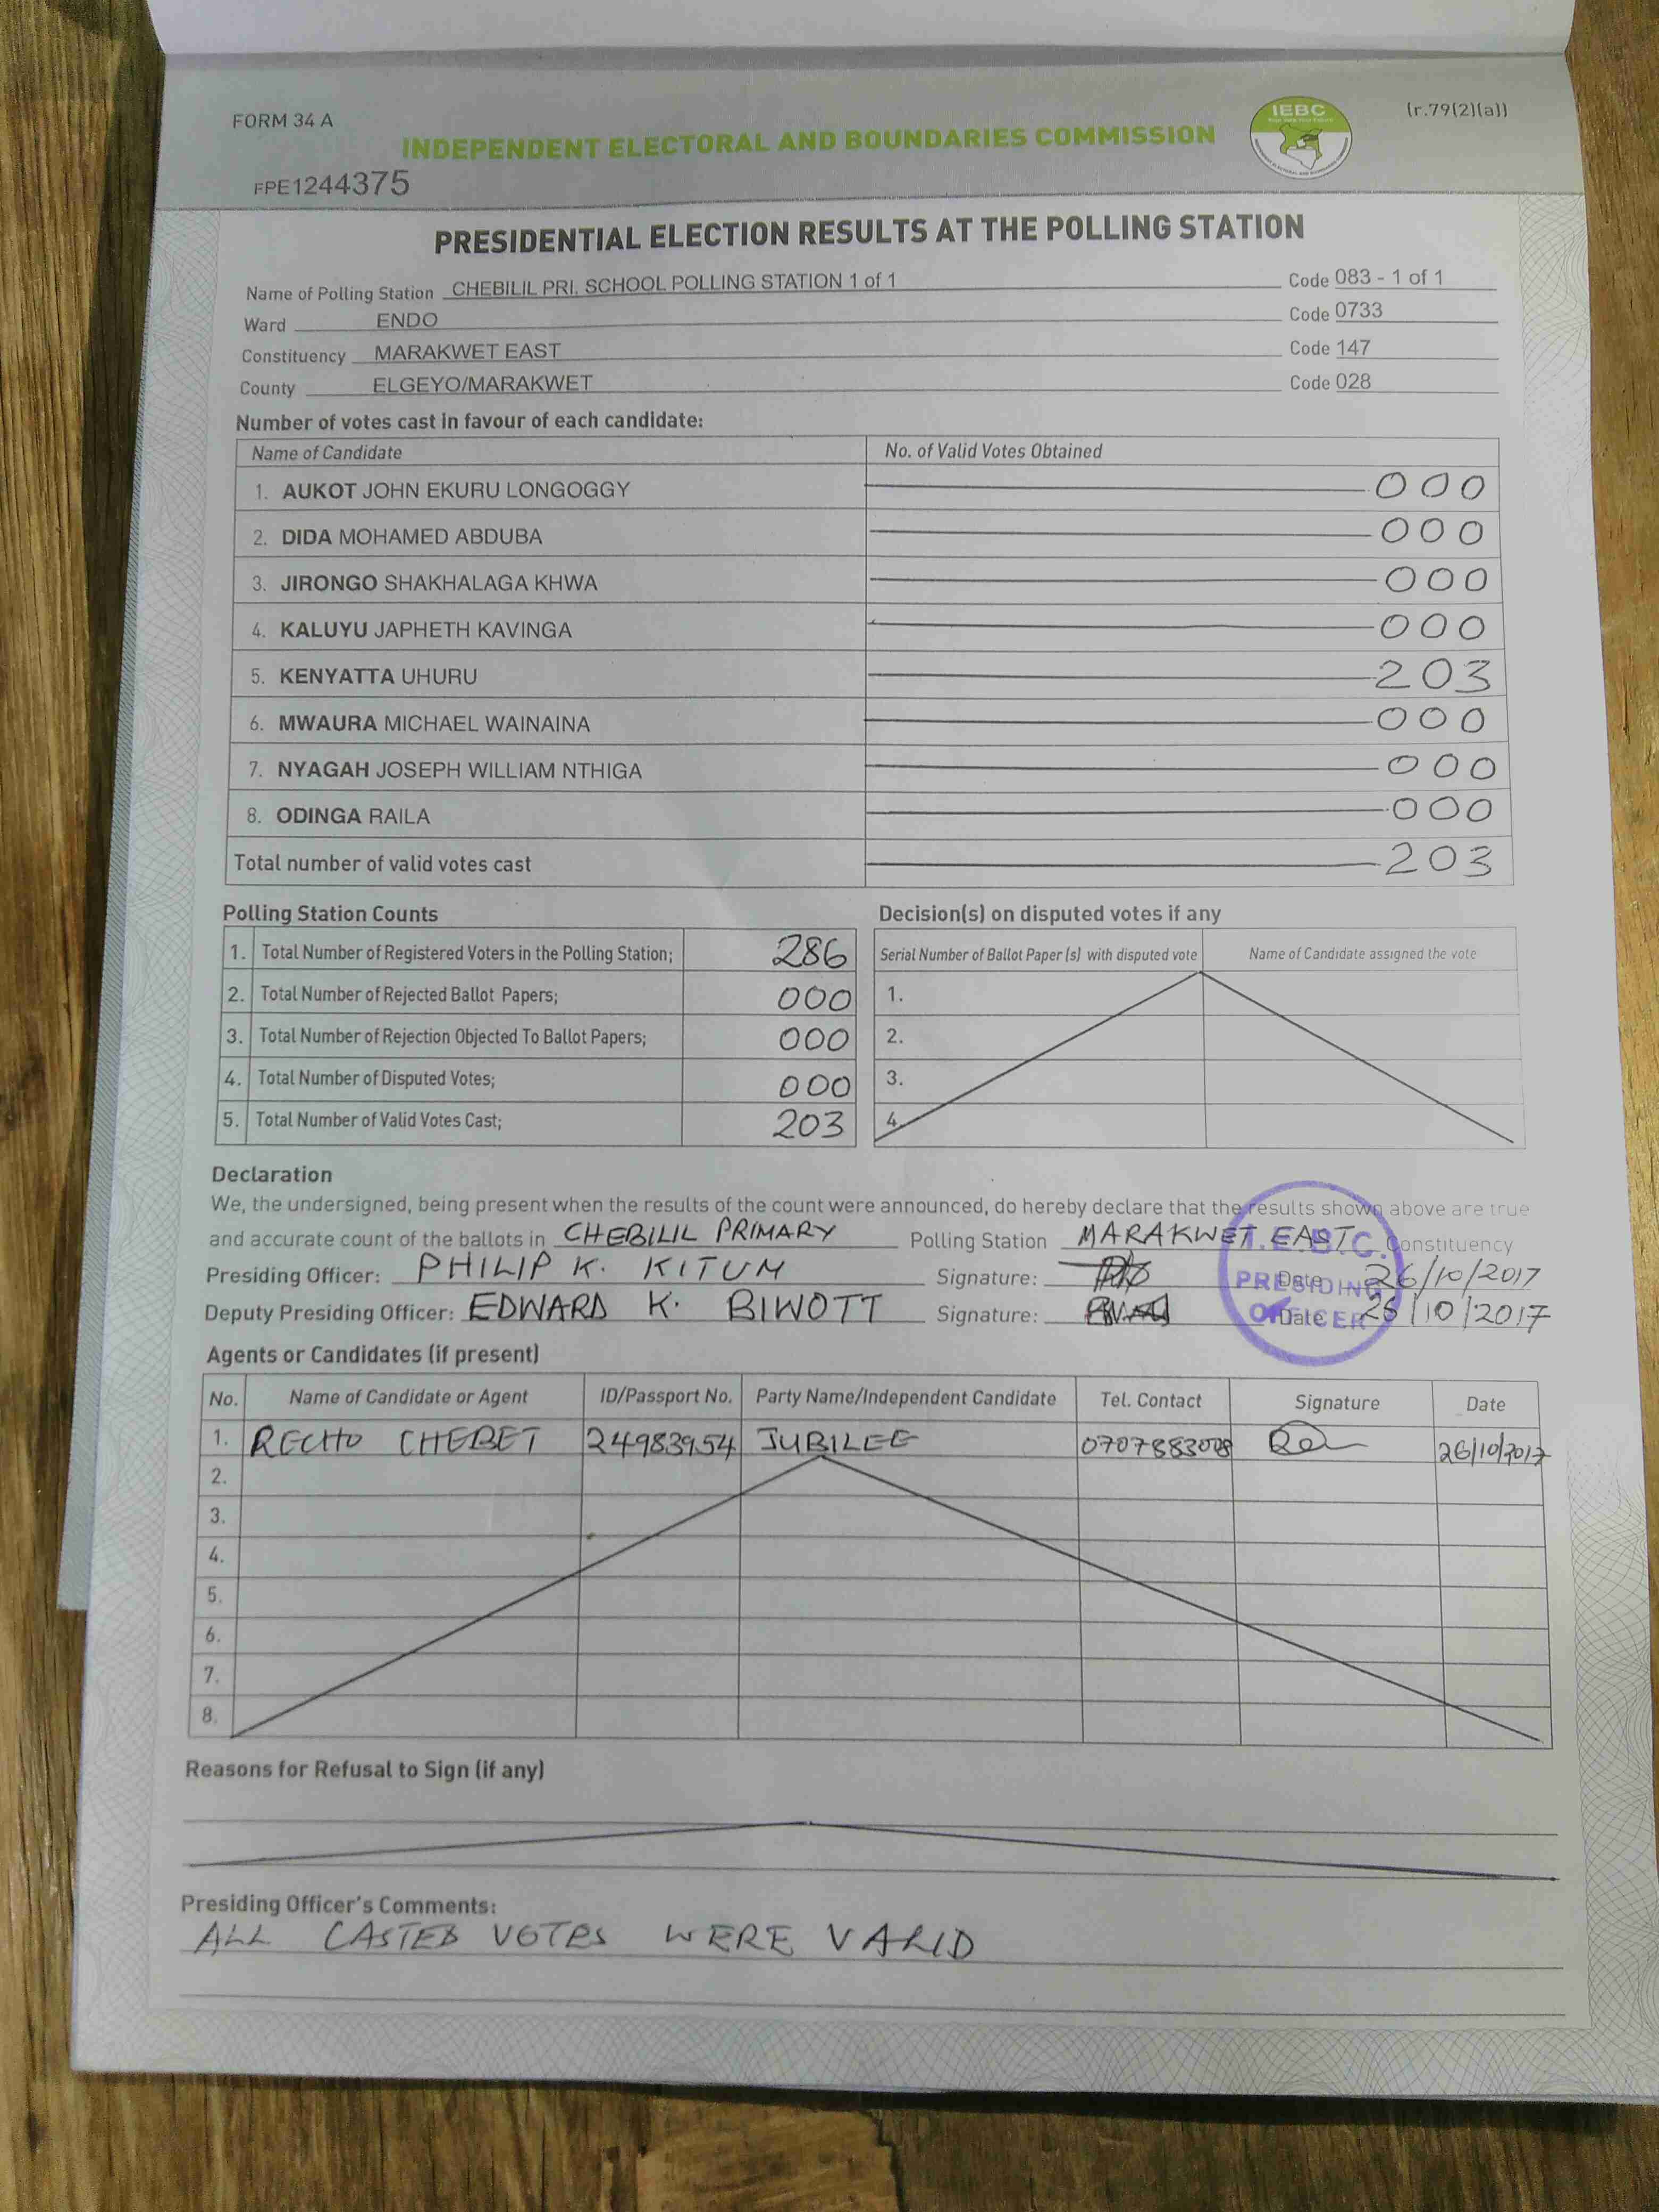 FORM 34 A
IEBC
(r.79(2)(a))
INDEPENDENT ELECTORAL AND BOUNDARIES COMMISSION
FPE1244375
PRESIDENTIAL ELECTION RESULTS AT THE POLLING STATION
Name of Polling Station CHEBILIL PRI. SCHOOL POLLING STATION 1 of 1 Code 083 - 1 of 1
Ward ENDO Code 0733
Constituency MARAKWET EAST Code 147
County ELGEYO/MARAKWET Code 028
Number of votes cast in favour of each candidate:
Name of Candidate No. of Valid Votes Obtained
1. AUKOT JOHN EKURU LONGOGGY 000
2. DIDA MOHAMED ABDUBA 000
3. JIRONGO SHAKHALAGA KHWA 000
4. KALUYU JAPHETH KAVINGA 000
5. KENYATTA UHURU 203
6. MWAURA MICHAEL WAINAINA 000
7. NYAGAH JOSEPH WILLIAM NTHIGA 000
8. ODINGA RAILA 000
Total number of valid votes cast 203
Polling Station Counts
1. Total Number of Registered Voters in the Polling Station; 286
2. Total Number of Rejected Ballot Papers; 000
3. Total Number of Rejection Objected To Ballot Papers; 000
4. Total Number of Disputed Votes; 000
5. Total Number of Valid Votes Cast; 203
Decision(s) on disputed votes if any
Serial Number of Ballot Paper (s) with disputed vote Name of Candidate assigned the vote
1.
2.
3.
4.
Declaration
We, the undersigned, being present when the results of the count were announced, do hereby declare that the results shown above are true
and accurate count of the ballots in CHEBILIL PRIMARY Polling Station MARAKWET EAST Constituency
Presiding Officer: PHILIP K. KITUM Signature: Date 26/10/2017
Deputy Presiding Officer: EDWARD K. BIWOTT Signature: Date 26/10/2017
I.E.B.C.
PRESIDING
OFFICER
Agents or Candidates (if present)
No. Name of Candidate or Agent ID/Passport No. Party Name/Independent Candidate Tel. Contact Signature Date
1. RECHO CHEBET 24983954 JUBILEE 26/10/2017
2.
3.
4.
5.
6.
7.
8.
Reasons for Refusal to Sign (if any)
Presiding Officer's Comments:
ALL CASTED VOTES WERE VALID